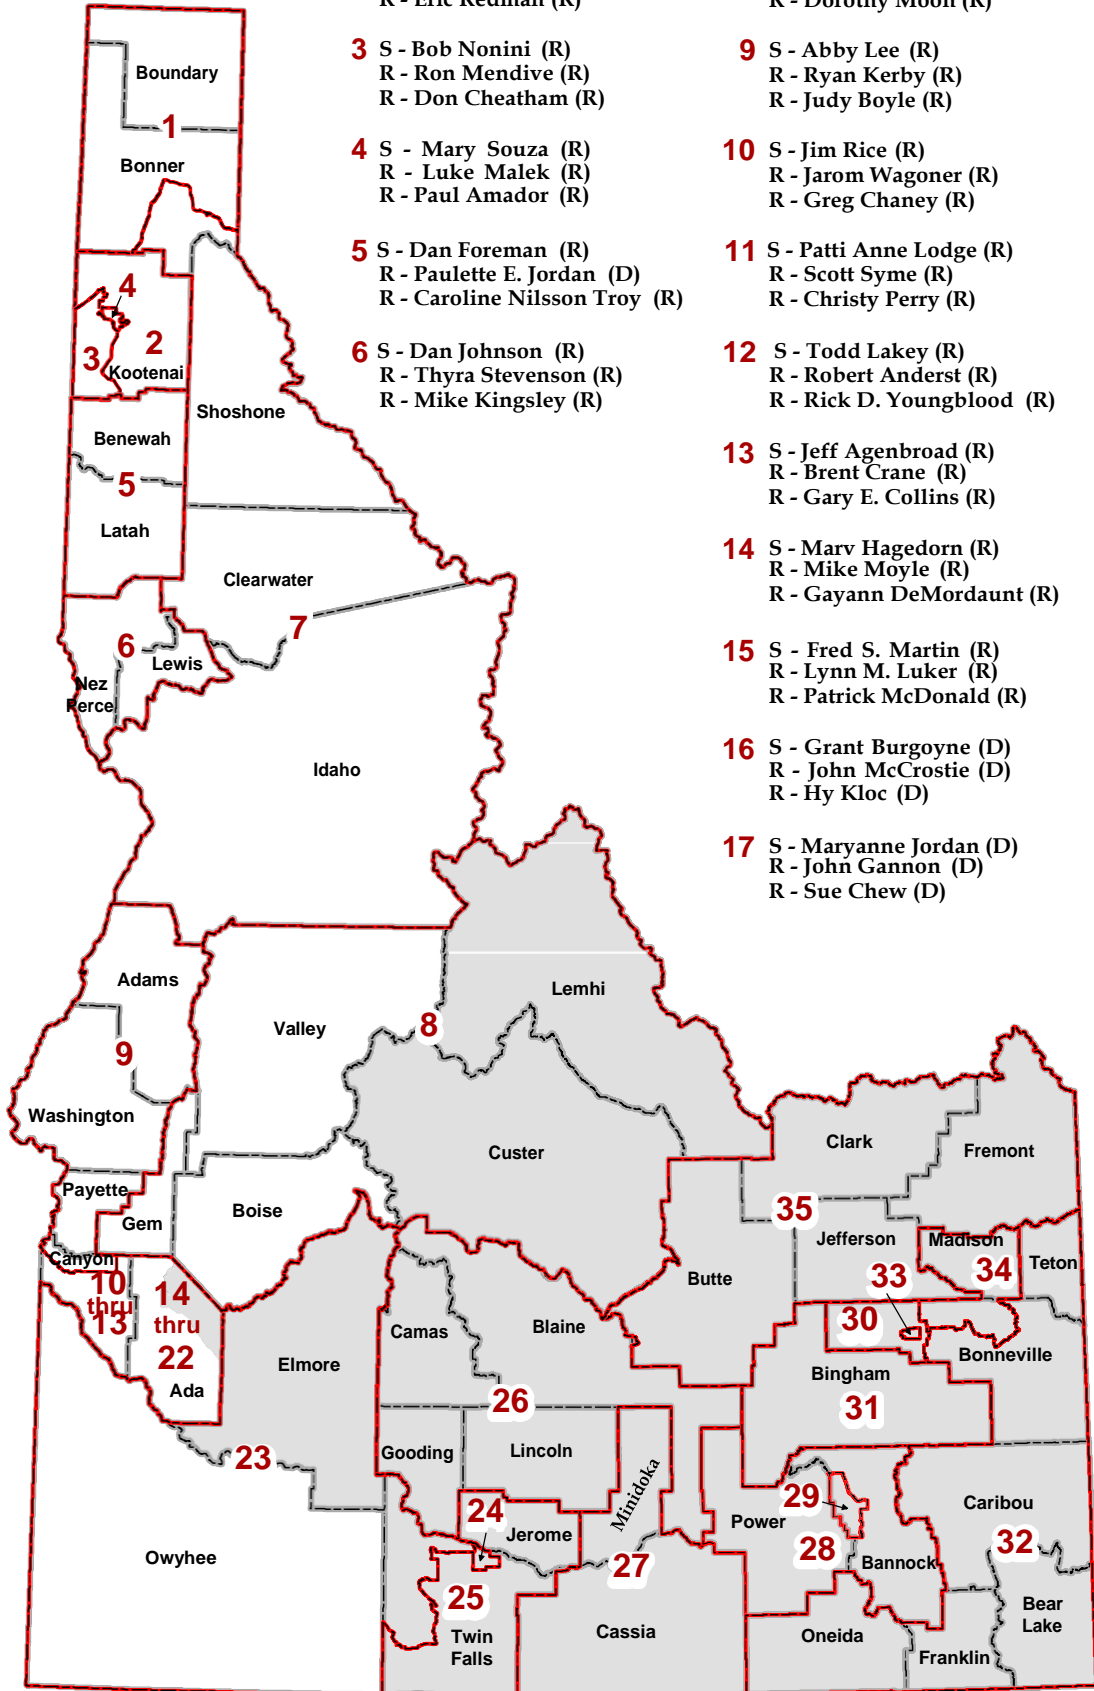 R - Eric Redman (R)
3 S - Bob Nonini (R)
R - Ron Mendive (R)
R - Don Cheatham (R)
4 S - Mary Souza (R)
R - Luke Malek (R)
R - Paul Amador (R)
5 S - Dan Foreman (R)
R - Paulette E. Jordan (D)
R - Caroline Nilsson Troy (R)
6 S - Dan Johnson (R)
R - Thyra Stevenson (R)
R - Mike Kingsley (R)
R - Dorothy Moon (R)
9 S - Abby Lee (R)
R - Ryan Kerby (R)
R - Judy Boyle (R)
10 S - Jim Rice (R)
R - Jarom Wagoner (R)
R - Greg Chaney (R)
11 S - Patti Anne Lodge (R)
R - Scott Syme (R)
R - Christy Perry (R)
12 S - Todd Lakey (R)
R - Robert Anderst (R)
R - Rick D. Youngblood (R)
13 S - Jeff Agenbroad (R)
R - Brent Crane (R)
R - Gary E. Collins (R)
14 S - Marv Hagedorn (R)
R - Mike Moyle (R)
R - Gayann DeMordaunt (R)
15 S - Fred S. Martin (R)
R - Lynn M. Luker (R)
R - Patrick McDonald (R)
16 S - Grant Burgoyne (D)
R - John McCrostie (D)
R - Hy Kloc (D)
17 S - Maryanne Jordan (D)
R - John Gannon (D)
R - Sue Chew (D)
Boundary
1
Bonner
4
2
3
Kootenai
Shoshone
Benewah
5
Latah
Clearwater
7
6
Lewis
Nez
Perce
Idaho
Adams
Lemhi
Valley
8
9
Washington
Custer
Clark
Fremont
Payette
Boise
Gem
35
Jefferson
Madison
Teton
Canyon
10
thru
13
14
thru
22
Ada
33
34
Butte
Camas
Blaine
30
Elmore
Bonneville
Bingham
26
31
Gooding
Lincoln
23
Minidoka
29
Caribou
24
Jerome
Power
Owyhee
28
32
Bannock
27
25
Bear
Lake
Twin
Falls
Cassia
Oneida
Franklin